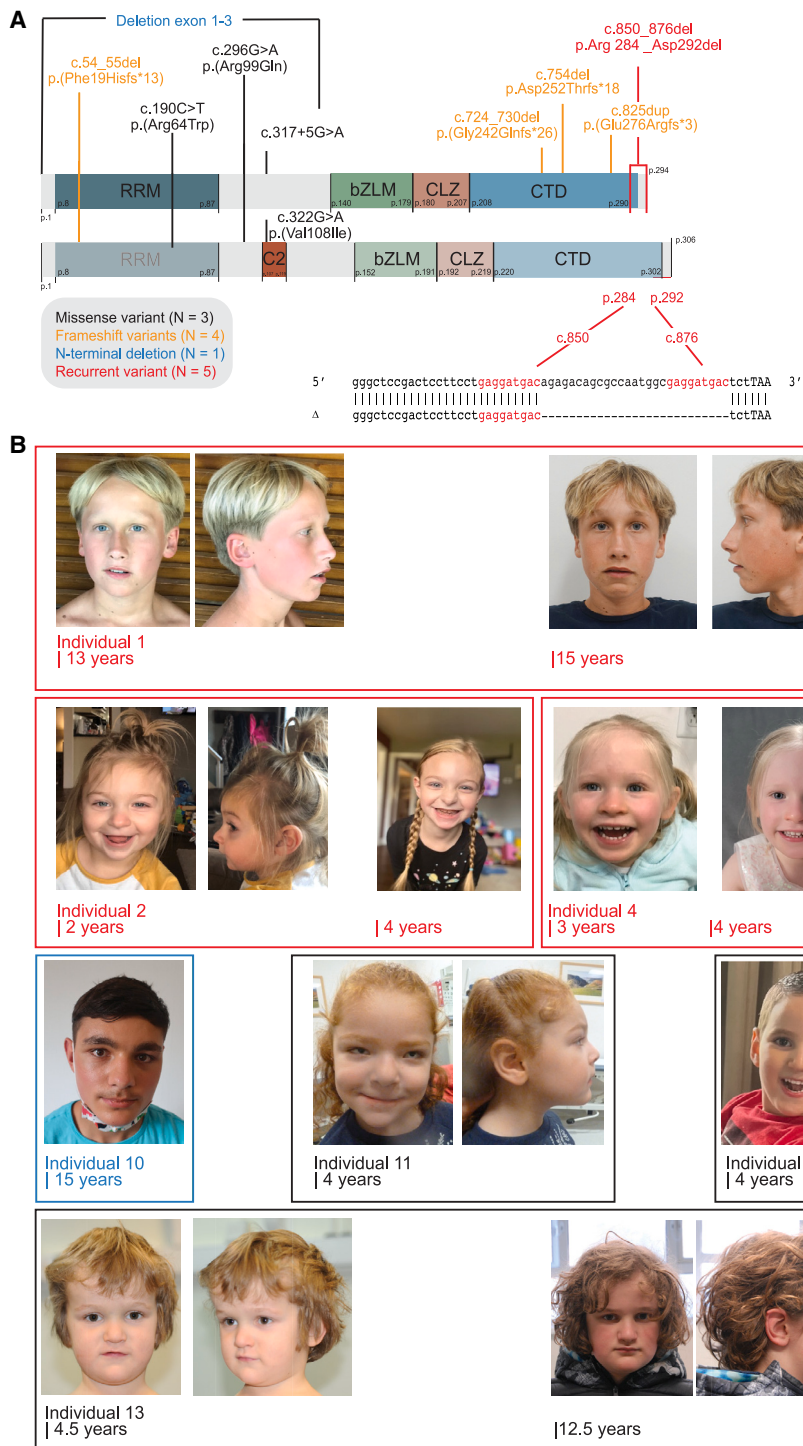 A
Deletion exon 1-3
c.54_55del
p.(Phe19Hisfs*13)
c.190C>T
p.(Arg64Trp)
c.296G>A
p.(Arg99Gln)
c.317+5G>A
c.724_730del
p.(Gly242Glnfs*26)
c.754del
p.Asp252Thrfs*18
c.825dup
p.(Glu276Argfs*3)
c.850_876del
p.Arg 284 _Asp292del
RRM
bZLM
CLZ
CTD
p.1
p.8
p.87
p.140
p.179
p.180
p.207
p.208
p.290
p.294
c.322G>A
p.(Val108Ile)
RRM
C2
bZLM
CLZ
CTD
p.1
p.8
p.87
p.152
p.191
p.192
p.219
p.220
p.302
p.306
Missense variant (N = 3)
Frameshift variants (N = 4)
N-terminal deletion (N = 1)
Recurrent variant (N = 5)
p.284
p.292
c.850
c.876
5′ gggctccgactccttcctgaggatgacagagacagcgccaatggcgaggatgactctTAA 3′
Δ gggctccgactccttcctgaggatgac---------------------------tctTAA
B
Individual 1
| 13 years
|15 years
Individual 2
| 2 years
| 4 years
Individual 4
| 3 years
|4 years
Individual 10
| 15 years
Individual 11
| 4 years
Individual
| 4 years
Individual 13
| 4.5 years
|12.5 years